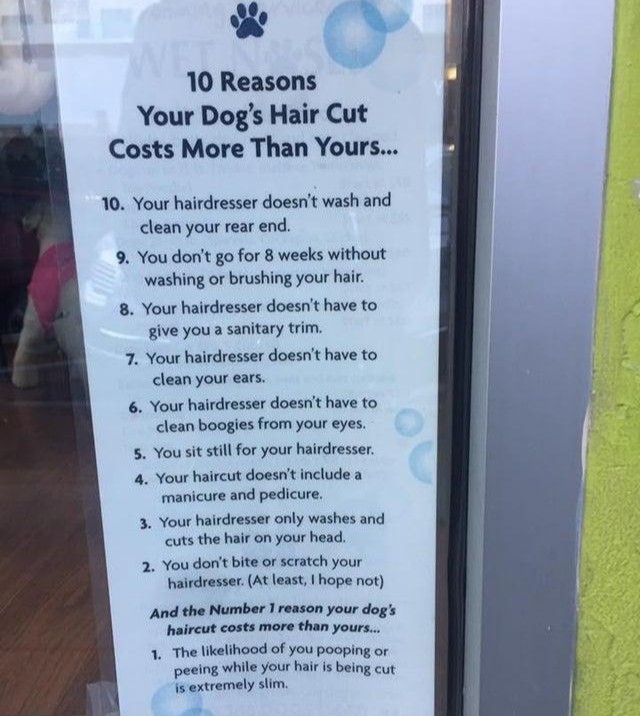 10 Reasons
Your Dog's Hair Cut
Costs More Than Yours...
10. Your hairdresser doesn't wash and
clean your rear end.
9. You don't go for 8 weeks without
washing or brushing your hair.
8. Your hairdresser doesn't have to
give you a sanitary trim.
7. Your hairdresser doesn't have to
clean your ears.
6. Your hairdresser doesn't have to
clean boogies from your eyes.
5. You sit still for your hairdresser.
4. Your haircut doesn't include a
manicure and pedicure.
3. Your hairdresser only washes and
cuts the hair on your head.
2. You don't bite or scratch your
hairdresser. (At least, I hope not)
And the Number 1 reason your dog's
haircut costs more than yours...
1. The likelihood of you pooping or
peeing while your hair is being cut
is extremely slim.